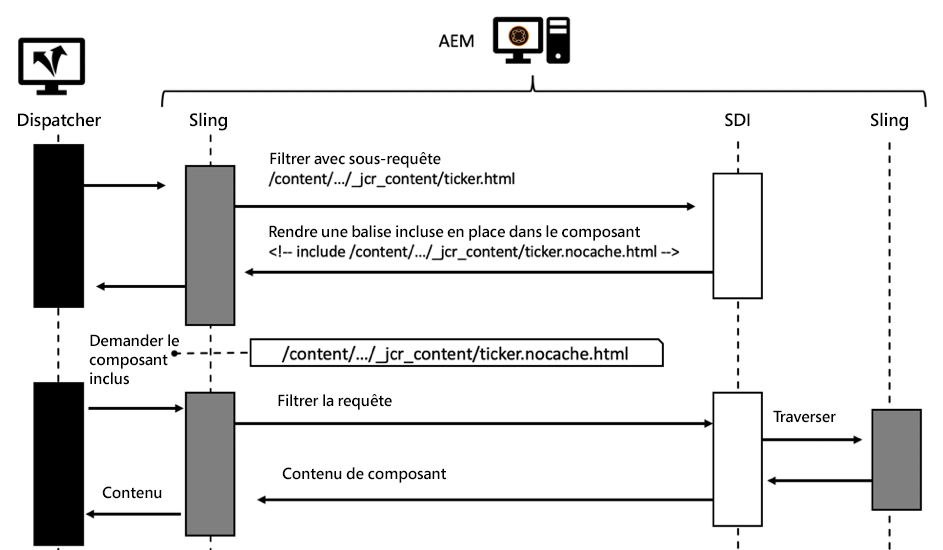 AEM
Dispatcher
Sling
SDI
Sling
Filtrer avec sous-requête
/content/.../_jcr_content/ticker.html
Rendre une balise incluse en place dans le composant
<!-- include /content/.../_jcr_content/ticker.nocache.html -->
Demander le
composant
inclus
/content/.../_jcr_content/ticker.nocache.html
Filtrer la requête
Traverser
Contenu de composant
Contenu